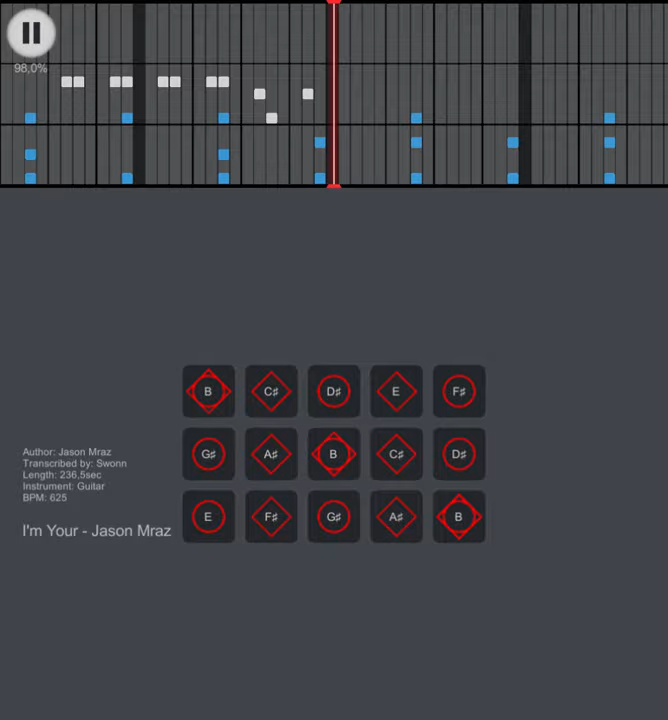 98,0%
B C♯ D♯ E F♯
G♯ A♯ B C♯ D♯
E F♯ G♯ A♯ B
Author: Jason Mraz
Transcribed by: Swonn
Length: 236,5sec
Instrument: Guitar
BPM: 625
I'm Your - Jason Mraz